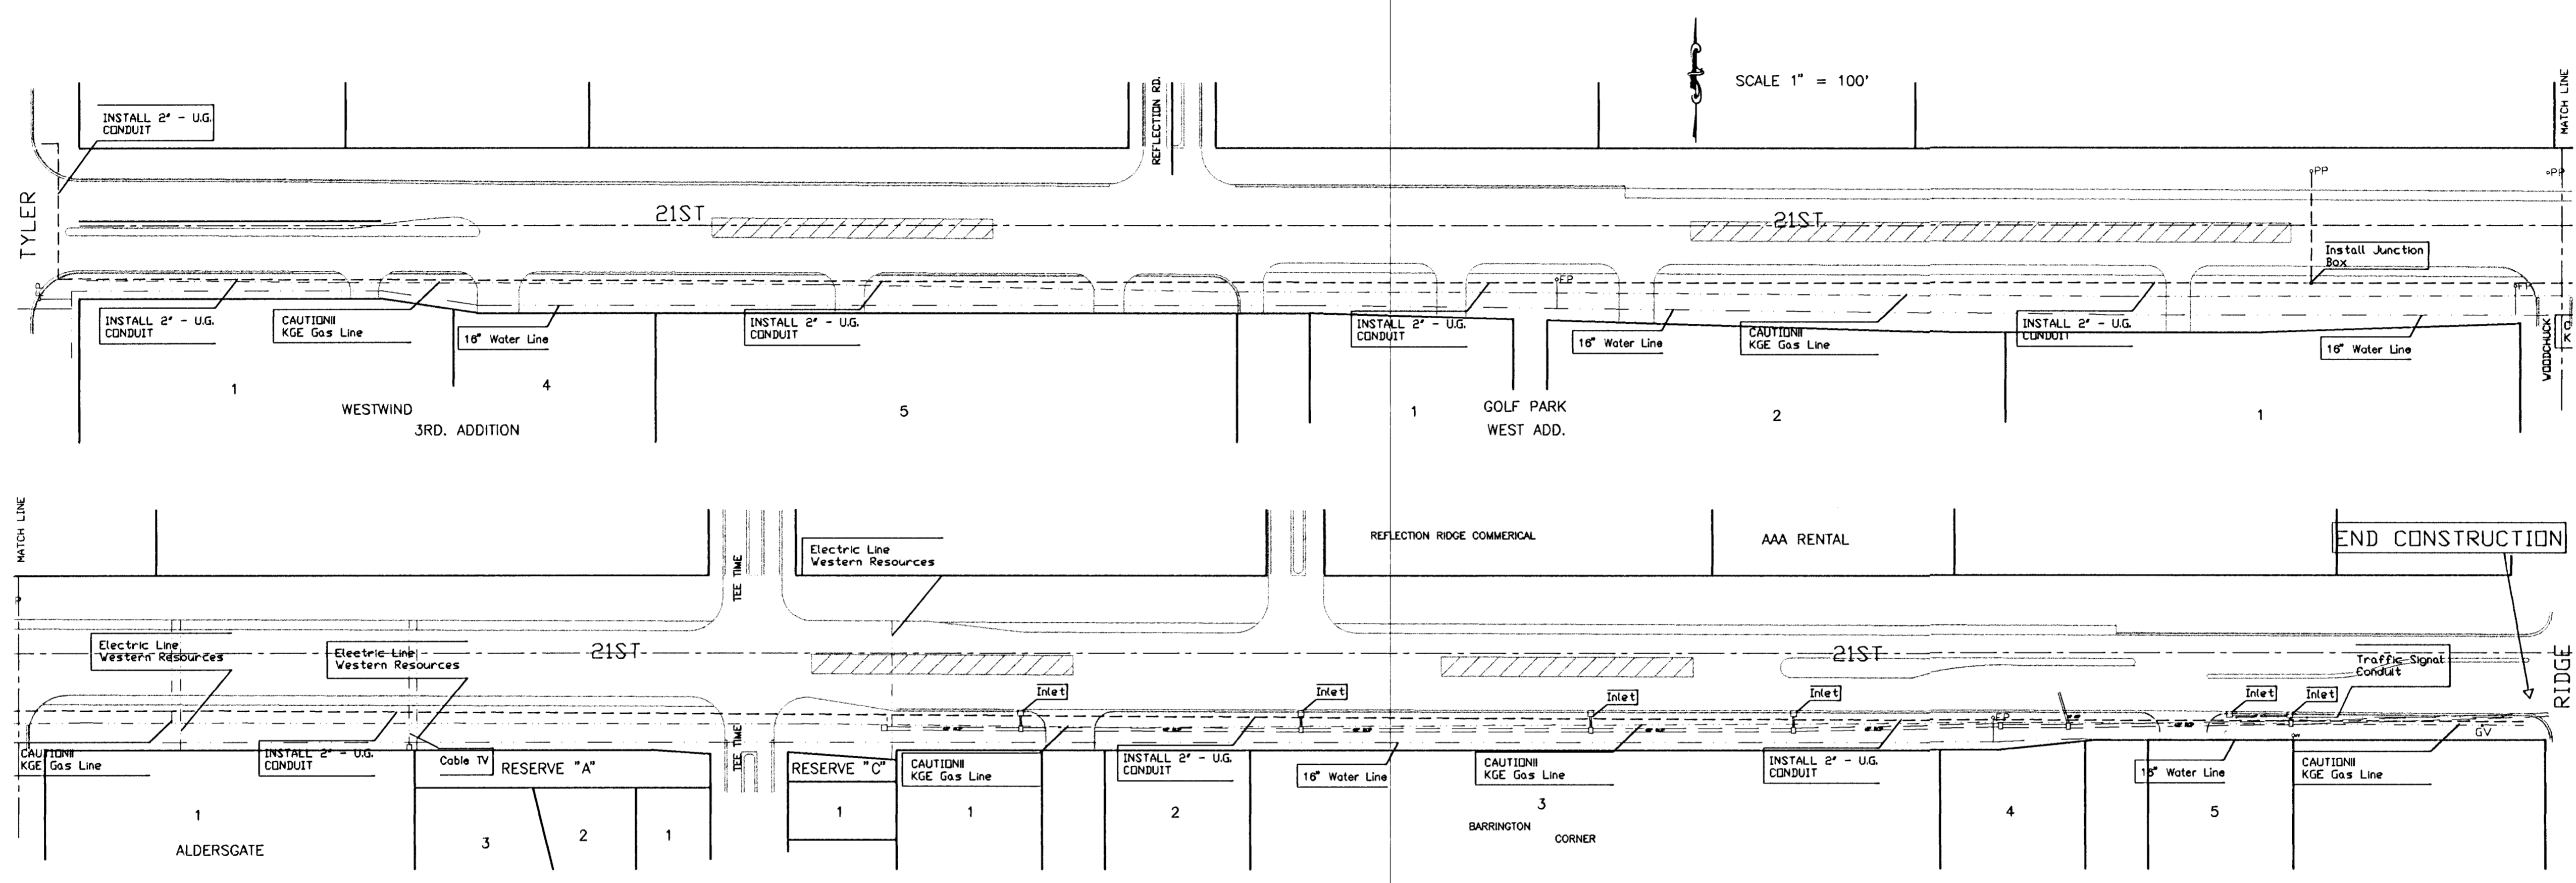 SCALE 1" = 100'
MATCH LINE
REFLECTION RD.
INSTALL 2" - U.G.
CONDUIT
PP
PP
TYLER
21ST
21ST
Install Junction
Box
PP
PP
INSTALL 2" - U.G.
CONDUIT
CAUTION!!
KGE Gas Line
16" Water Line
INSTALL 2" - U.G.
CONDUIT
INSTALL 2" - U.G.
CONDUIT
16" Water Line
CAUTION!!
KGE Gas Line
INSTALL 2" - U.G.
CONDUIT
16" Water Line
WOODCHUCK
C
K
1
WESTWIND
3RD. ADDITION
4
5
1
GOLF PARK
WEST ADD.
2
1
MATCH LINE
TEE TIME
Electric Line
Western Resources
REFLECTION RIDGE COMMERICAL
AAA RENTAL
END CONSTRUCTION
P
Electric Line
Western Resources
Electric Line
Western Resources
21ST
21ST
Traffic Signal
Conduit
RIDGE
Inlet
Inlet
Inlet
Inlet
Inlet
Inlet
PP
GV
CAUTION!!
KGE Gas Line
INSTALL 2" - U.G.
CONDUIT
Cable TV
RESERVE "A"
TEE TIME
RESERVE "C"
CAUTION!!
KGE Gas Line
INSTALL 2" - U.G.
CONDUIT
16" Water Line
CAUTION!!
KGE Gas Line
INSTALL 2" - U.G.
CONDUIT
16" Water Line
CAUTION!!
KGE Gas Line
1
ALDERSGATE
3
2
1
1
1
2
3
BARRINGTON
CORNER
4
5